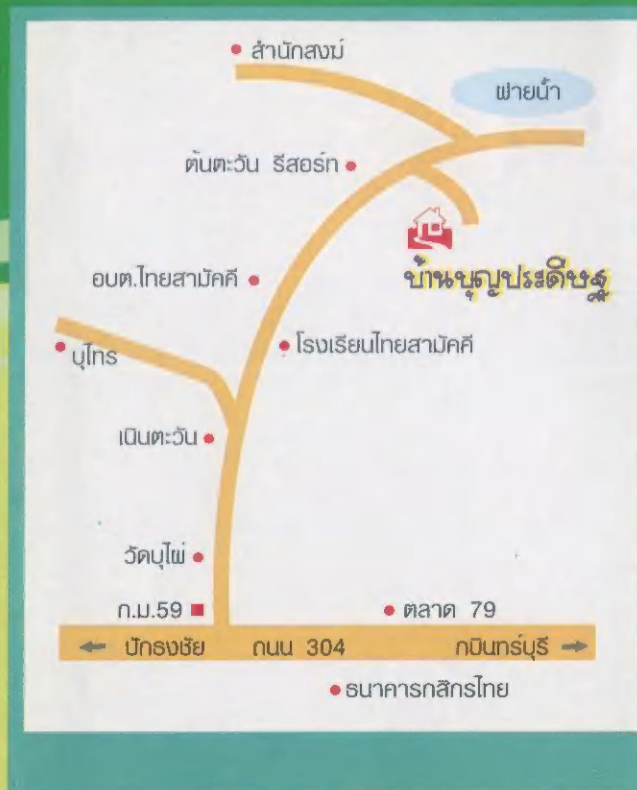 สำนักสงฆ์
ฝายน้ำ
ต้นตะวัน รีสอร์ท
บ้านบุญประดิษฐ
อบต.ไทยสามัคคี
โรงเรียนไทยสามัคคี
บุไทร
เนินตะวัน
วัดบุไผ่
ก.ม.59
ตลาด 79
ปักธงชัย ถนน 304 กบินทร์บุรี
ธนาคารกสิกรไทย